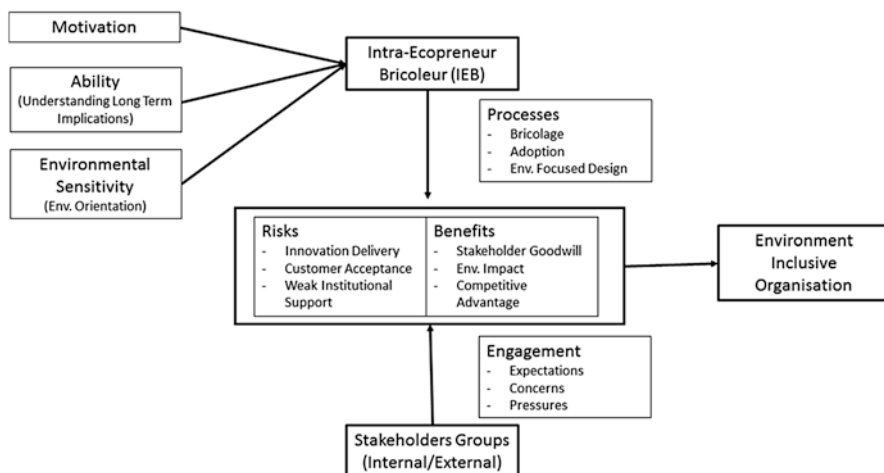 Motivation
Ability
(Understanding Long Term
Implications)
Environmental
Sensitivity
(Env. Orientation)
Intra-Ecopreneur
Bricoleur (IEB)
Processes
- Bricolage
- Adoption
- Env. Focused Design
Risks
- Innovation Delivery
- Customer Acceptance
- Weak Institutional
Support
Benefits
- Stakeholder Goodwill
- Env. Impact
- Competitive
Advantage
Environment
Inclusive
Organisation
Engagement
- Expectations
- Concerns
- Pressures
Stakeholders Groups
(Internal/External)